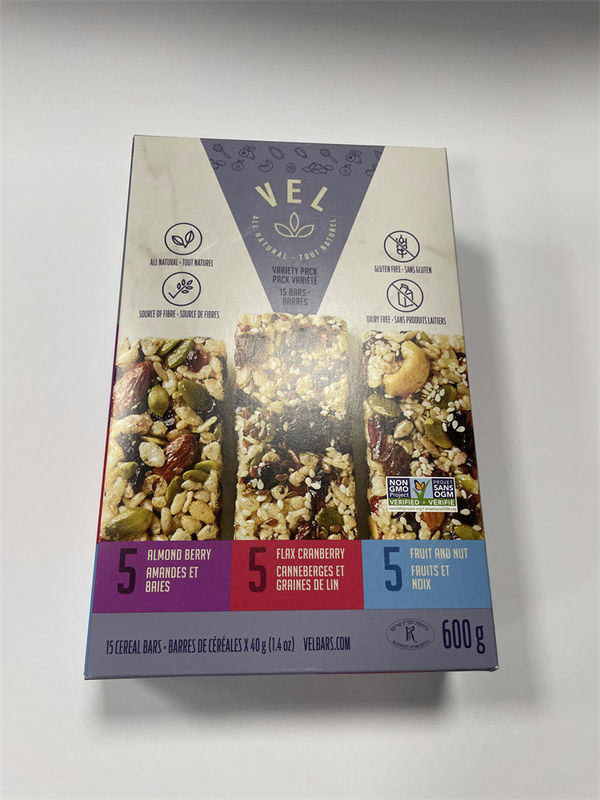 VEL
ALL NATURAL - TOUT NATUREL
VARIETY PACK
PACK VARIÉTÉ
15 BARS •
BARRES
ALL NATURAL • TOUT NATUREL
SOURCE OF FIBRE • SOURCE DE FIBRES
GLUTEN FREE • SANS GLUTEN
DAIRY FREE • SANS PRODUITS LAITIERS
NON
GMO
Project
PROJET
SANS
OGM
VERIFIED • VÉRIFIÉ
5
ALMOND BERRY
AMANDES ET
BAIES
5
FLAX CRANBERRY
CANNEBERGES ET
GRAINES DE LIN
5
FRUIT AND NUT
FRUITS ET
NOIX
15 CEREAL BARS • BARRES DE CÉRÉALES X 40 g (1.4 oz) VELBARS.COM
600 g